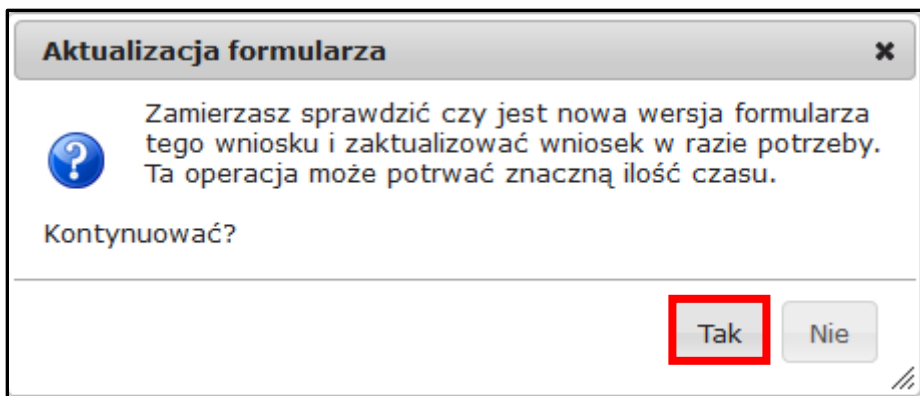 Aktualizacja formularza
Zamierzasz sprawdzić czy jest nowa wersja formularza
tego wniosku i zaktualizować wniosek w razie potrzeby.
Ta operacja może potrwać znaczną ilość czasu.
Kontynuować?
Tak Nie